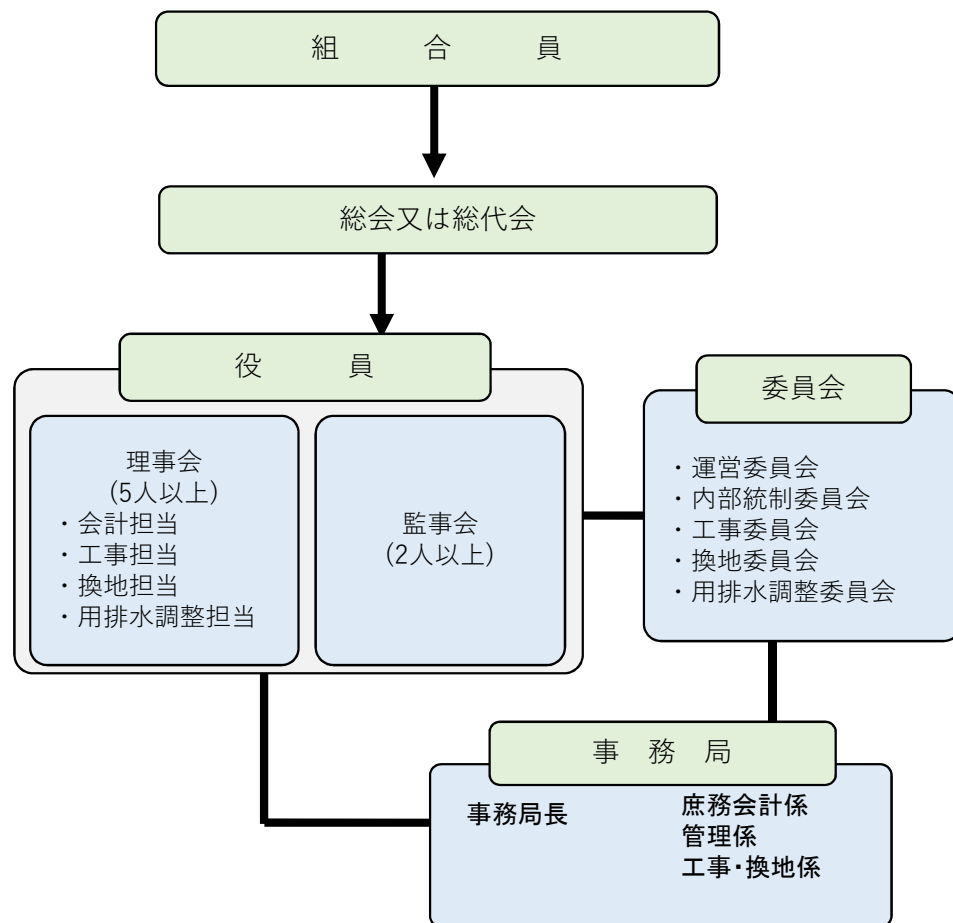 組　合　員
総会又は総代会
役　員
理事会
(5人以上)
・会計担当
・工事担当
・換地担当
・用排水調整担当
監事会
(2人以上)
委員会
・運営委員会
・内部統制委員会
・工事委員会
・換地委員会
・用排水調整委員会
事　務　局
事務局長
庶務会計係
管理係
工事・換地係